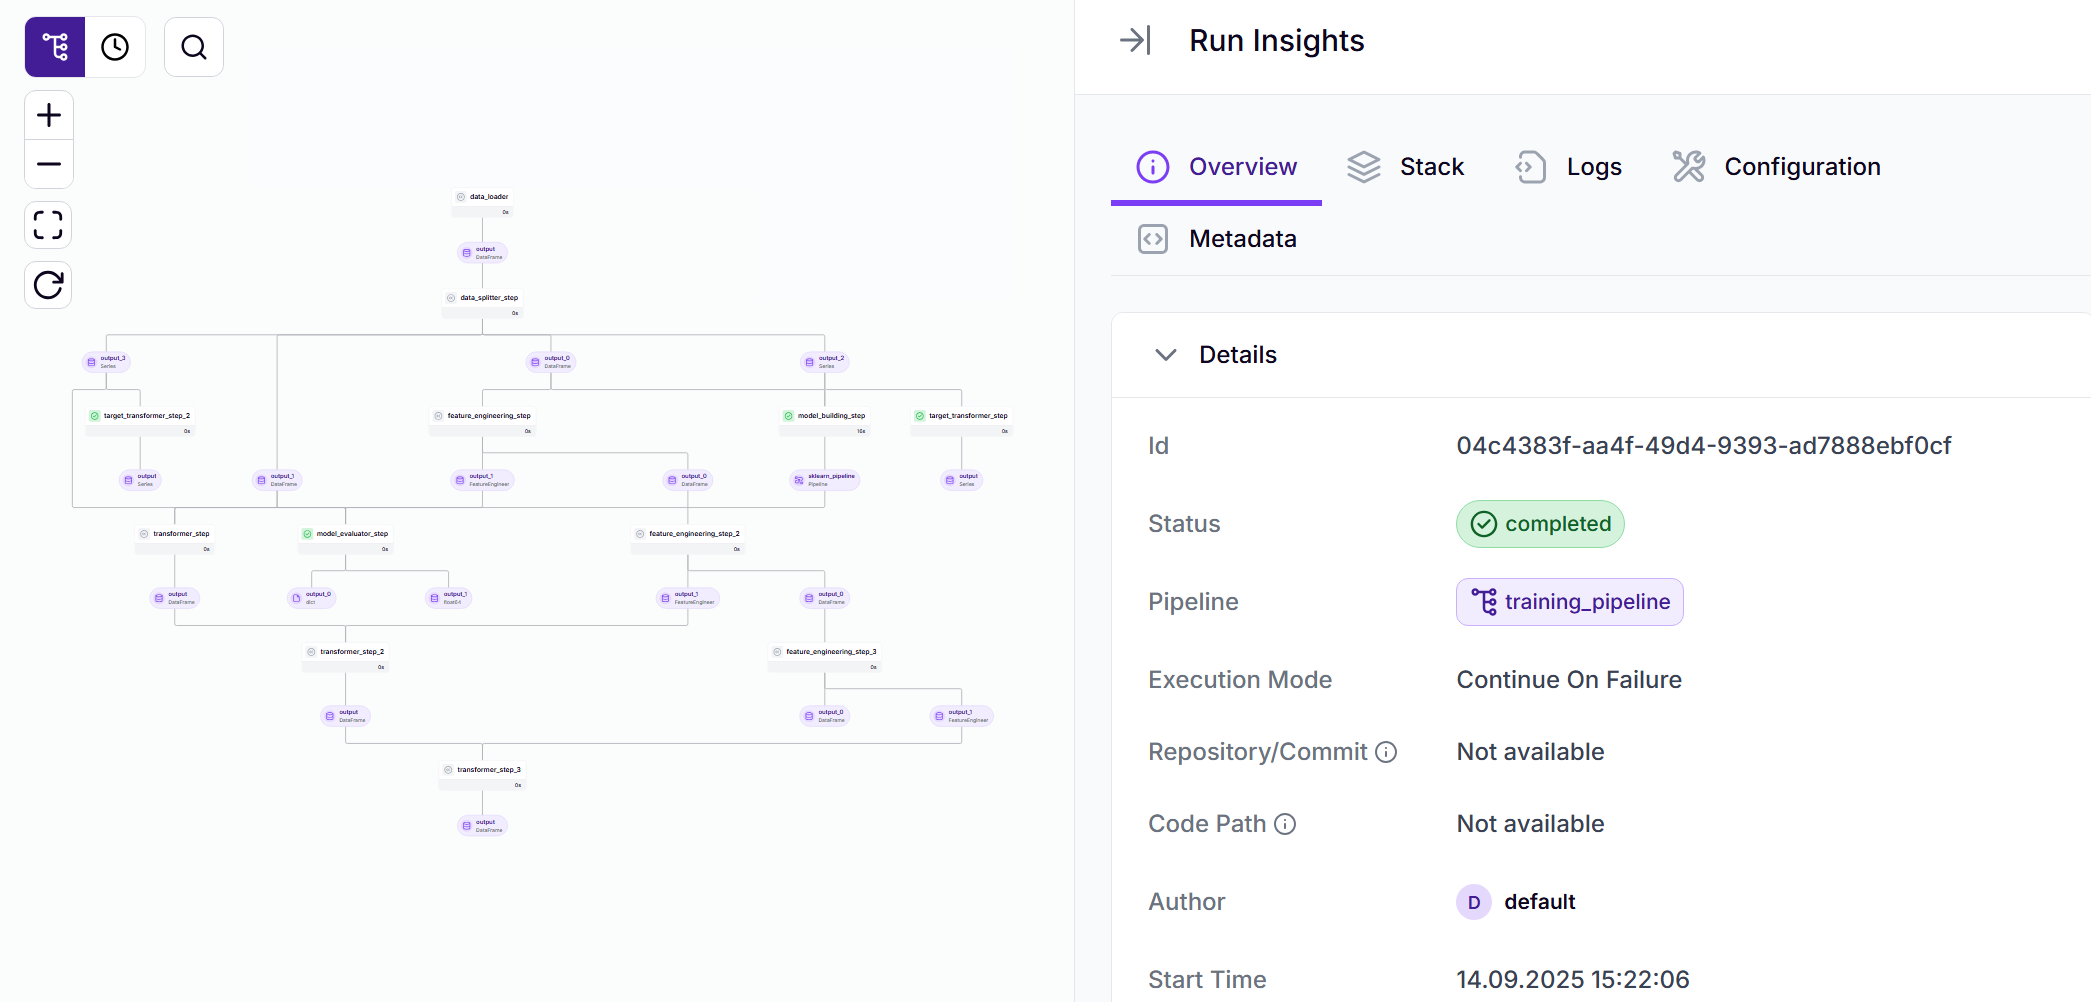 data_loader
0s
output
DataFrame
data_splitter_step
0s
output_3
Series
output_0
DataFrame
output_2
Series
target_transformer_step_2
0s
feature_engineering_step
0s
model_building_step
16s
target_transformer_step
0s
output
Series
output_1
DataFrame
output_1
FeatureEngineer
output_0
DataFrame
sklearn_pipeline
Pipeline
output
Series
transformer_step
0s
model_evaluator_step
0s
feature_engineering_step_2
0s
output
DataFrame
output_0
dict
output_1
float64
output_1
FeatureEngineer
output_0
DataFrame
transformer_step_2
0s
feature_engineering_step_3
0s
output
DataFrame
output_0
DataFrame
output_1
FeatureEngineer
transformer_step_3
0s
output
DataFrame
Run Insights
Overview
Stack
Logs
Configuration
Metadata
Details
Id 04c4383f-aa4f-49d4-9393-ad7888ebf0cf
Status completed
Pipeline training_pipeline
Execution Mode Continue On Failure
Repository/Commit Not available
Code Path Not available
Author D default
Start Time 14.09.2025 15:22:06